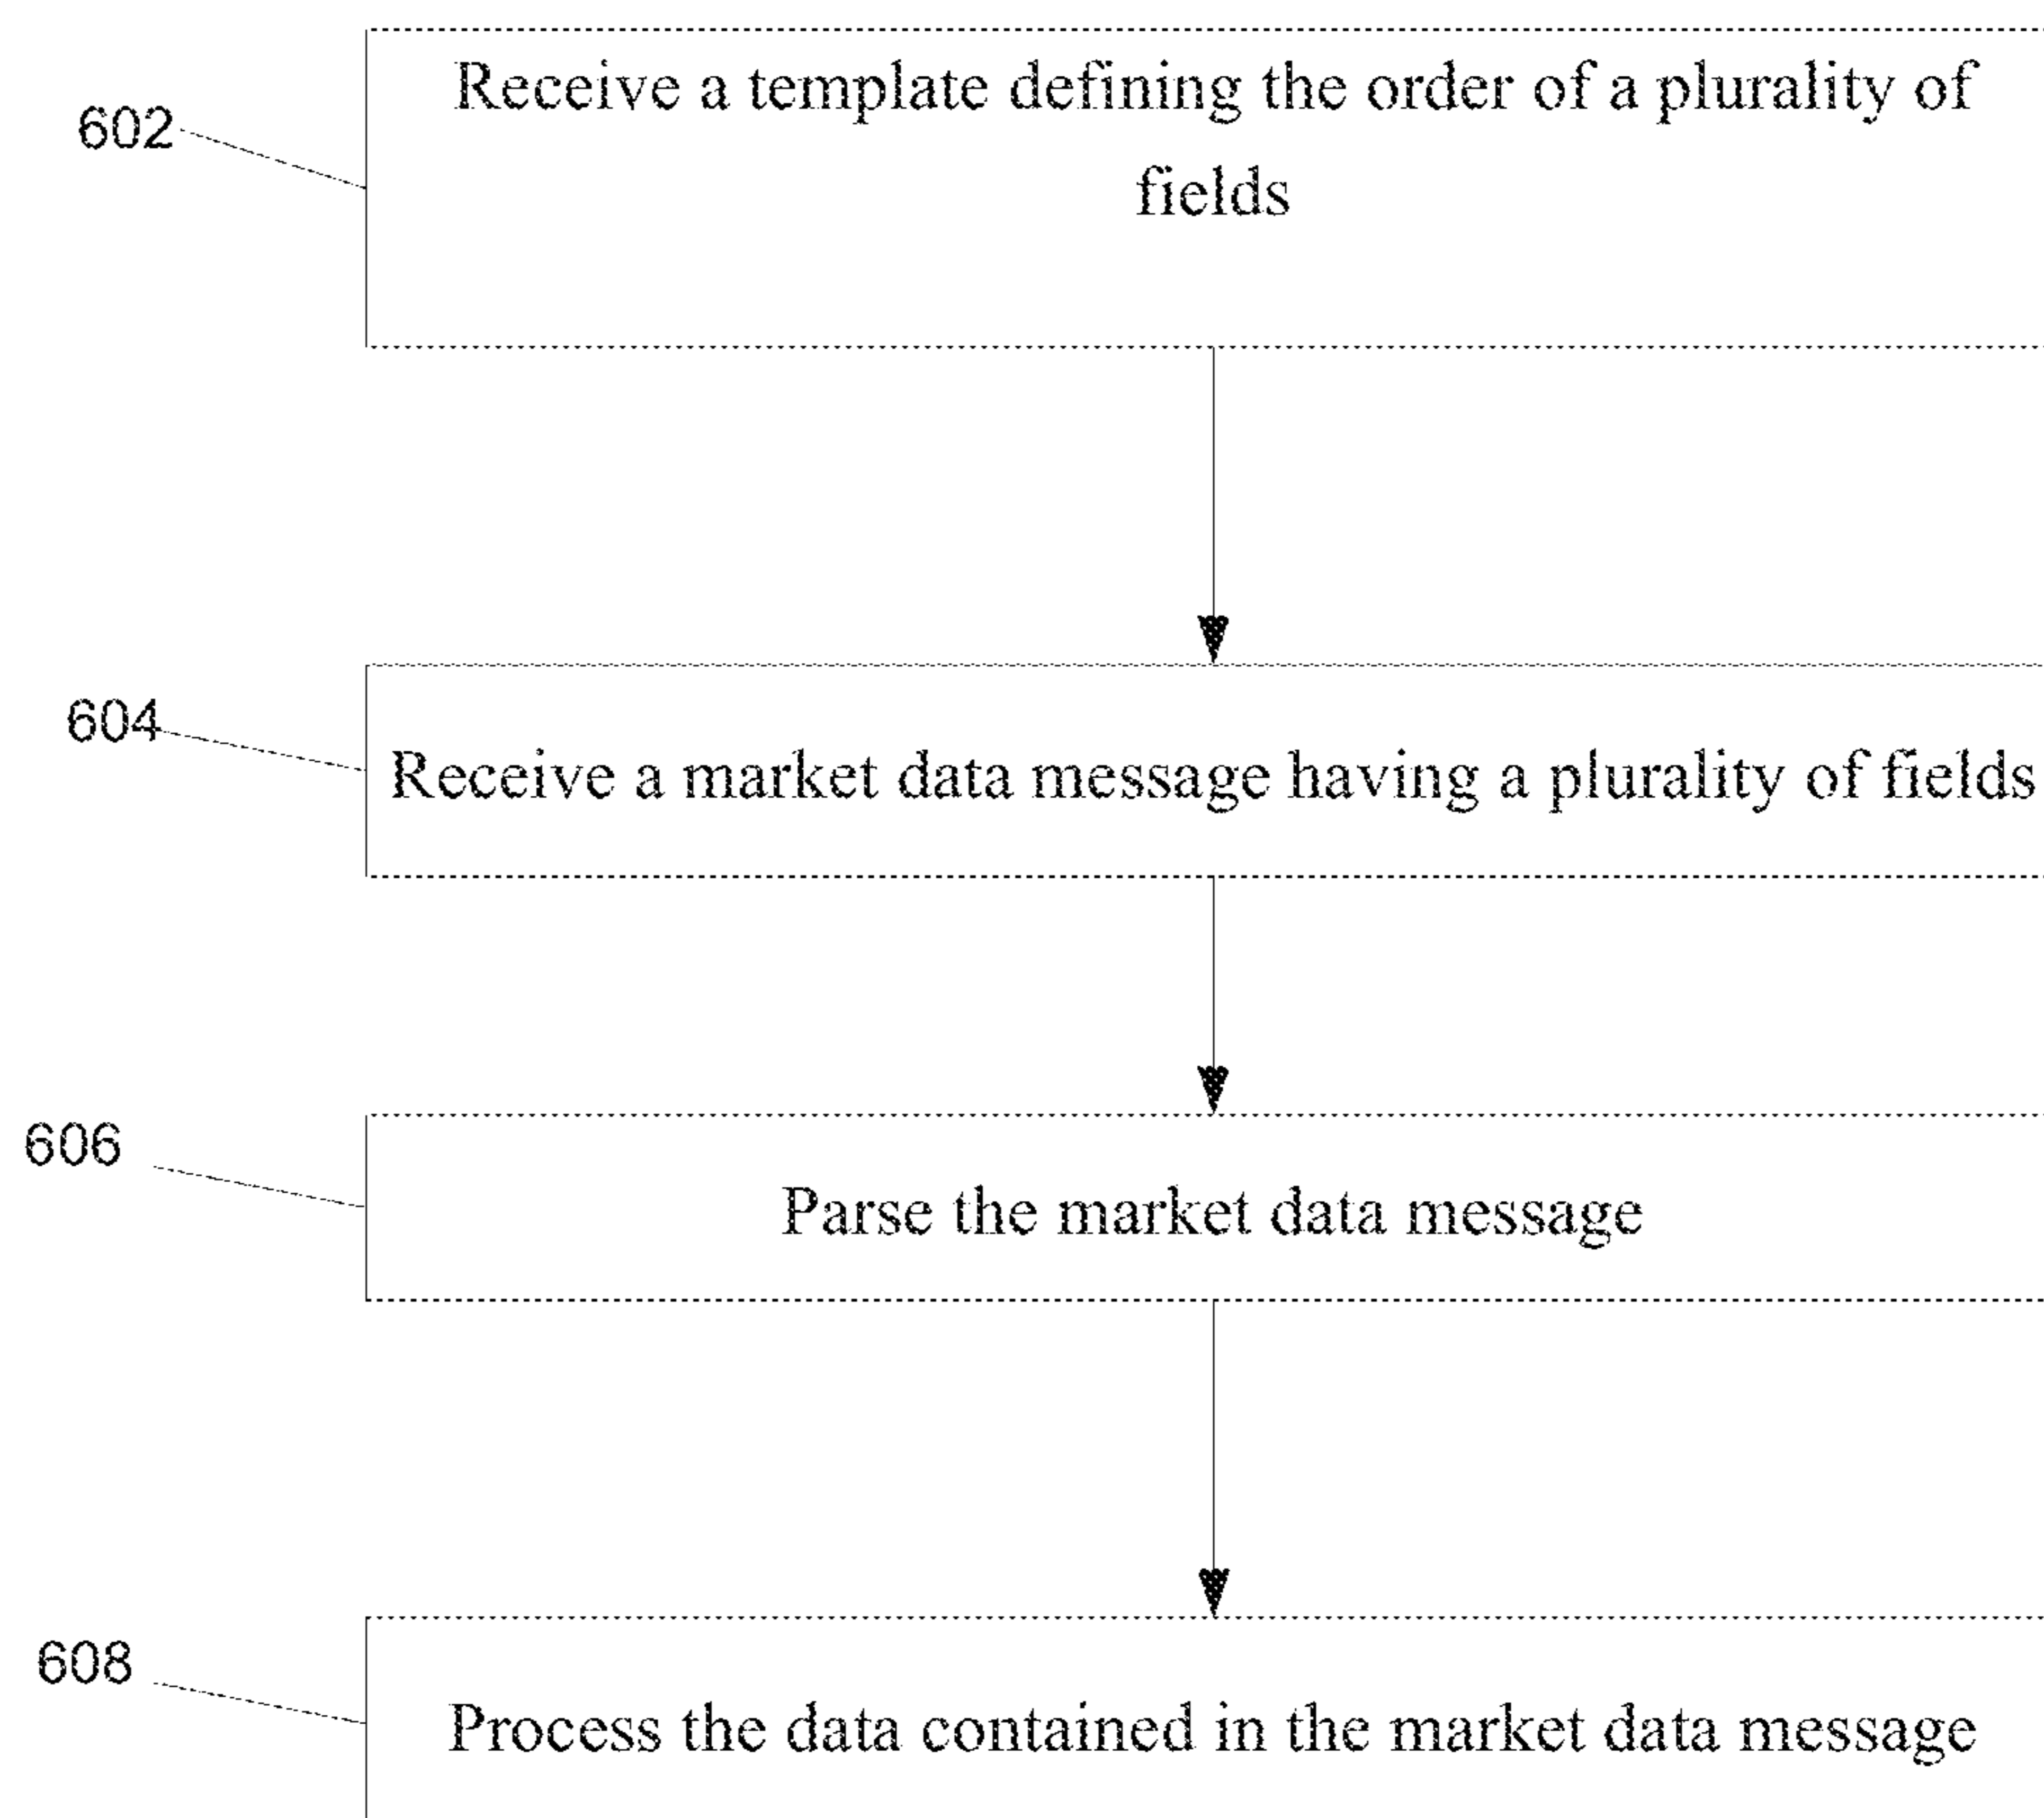 602
Receive a template defining the order of a plurality of
fields
604
Receive a market data message having a plurality of fields
606
Parse the market data message
608
Process the data contained in the market data message